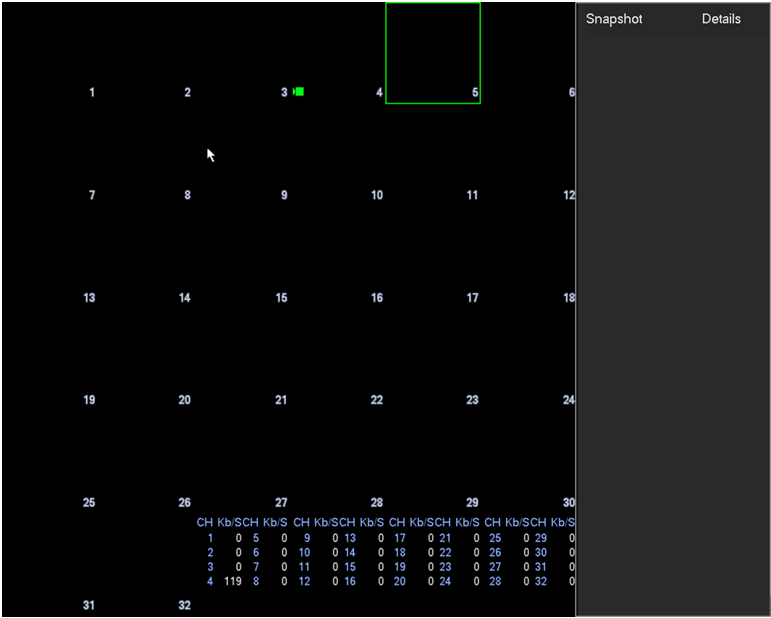 Snapshot Details
1 2 3 4 5 6
7 8 9 10 11 12
13 14 15 16 17 18
19 20 21 22 23 24
25 26 27 28 29 30
CH Kb/S CH Kb/S CH Kb/S CH Kb/S CH Kb/S CH Kb/S CH Kb/S CH Kb/S
1 0 5 0 9 0 13 0 17 0 21 0 25 0 29 0
2 0 6 0 10 0 14 0 18 0 22 0 26 0 30 0
3 0 7 0 11 0 15 0 19 0 23 0 27 0 31 0
4 119 8 0 12 0 16 0 20 0 24 0 28 0 32 0
31 32